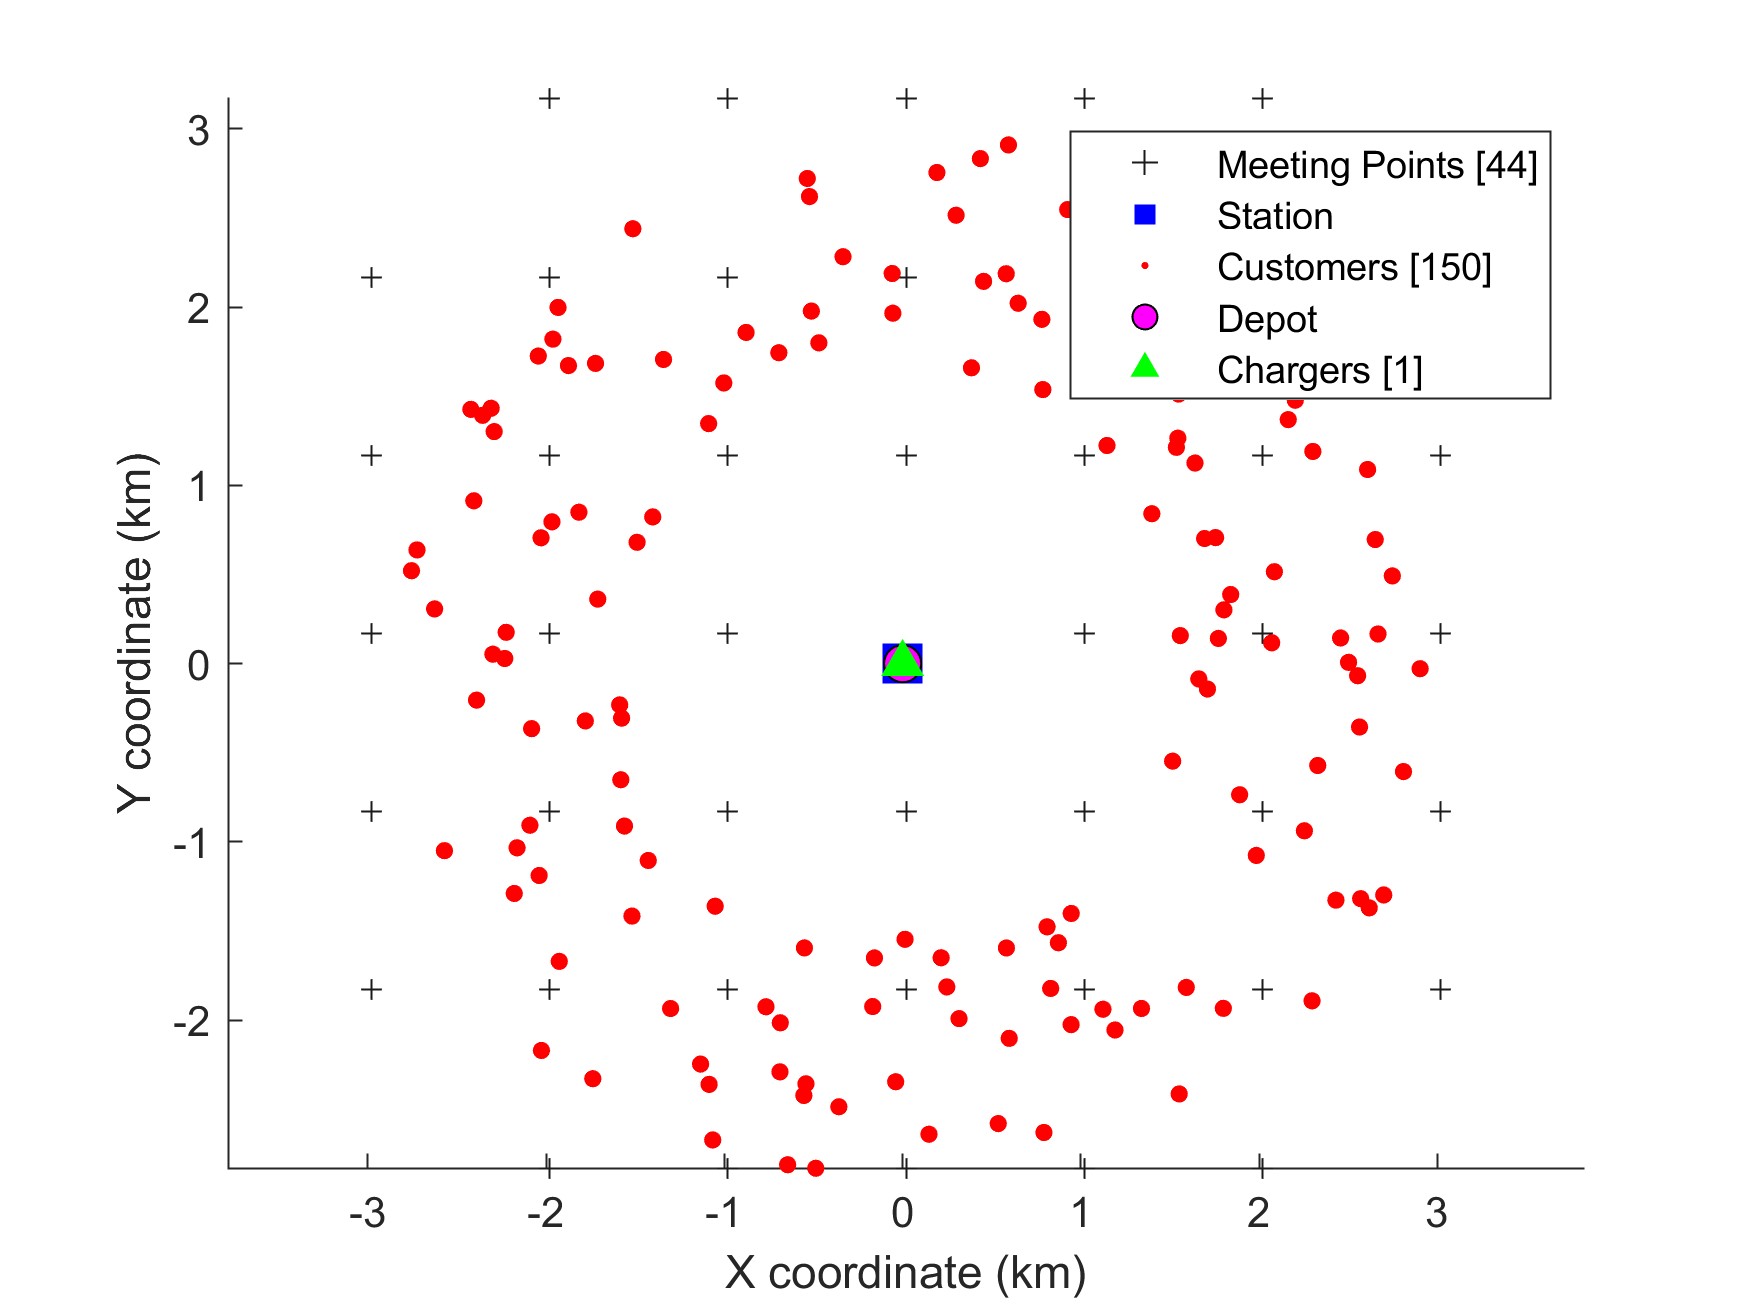 3
2
1
0
-1
-2
Y coordinate (km)
Meeting Points [44]
Station
Customers [150]
Depot
Chargers [1]
-3 -2 -1 0 1 2 3
X coordinate (km)